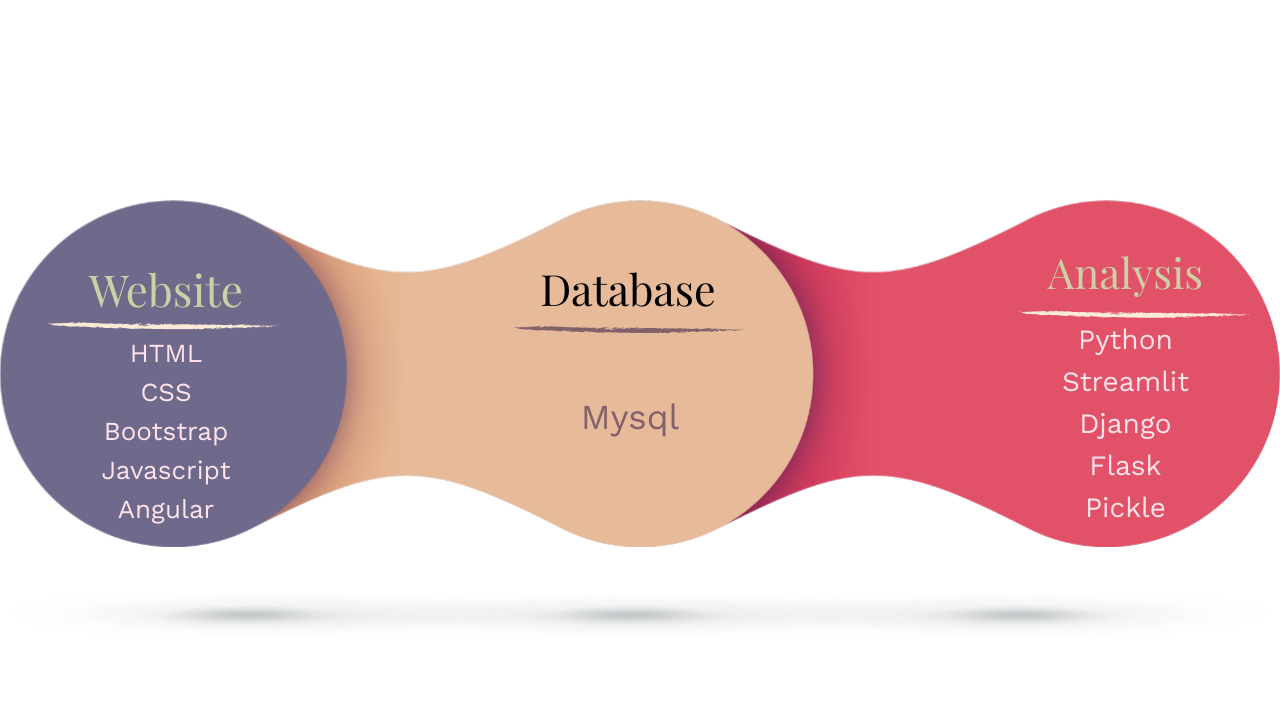 Website
HTML
CSS
Bootstrap
Javascript
Angular
Database
Mysql
Analysis
Python
Streamlit
Django
Flask
Pickle